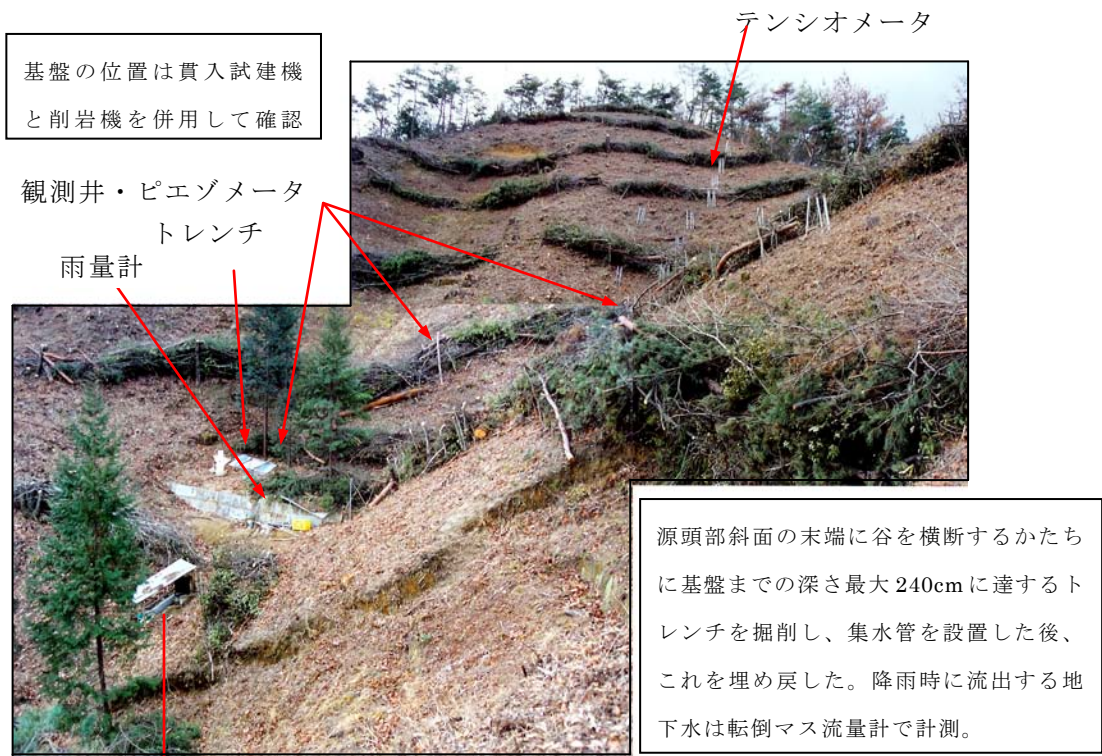 テンシオメータ
基盤の位置は貫入試建機
と削岩機を併用して確認
観測井・ピエゾメータ
トレンチ
雨量計
源頭部斜面の末端に谷を横断するかたち
に基盤までの深さ最大240cmに達するト
レンチを掘削し、集水管を設置した後、
これを埋め戻した。降雨時に流出する地
下水は転倒マス流量計で計測。